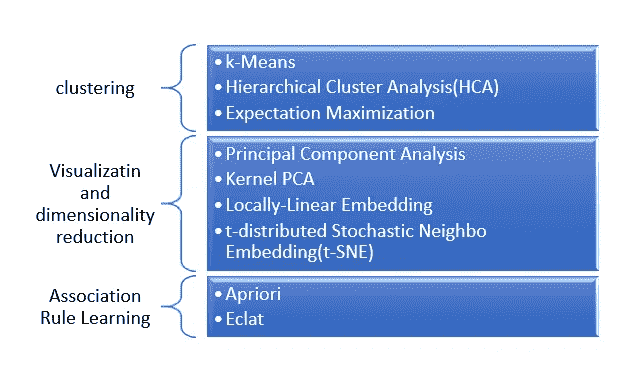 clustering
• k-Means
• Hierarchical Cluster Analysis(HCA)
• Expectation Maximization
Visualizatin
and
dimensionality
reduction
• Principal Component Analysis
• Kernel PCA
• Locally-Linear Embedding
• t-distributed Stochastic Neighbo
Embedding(t-SNE)
Association
Rule Learning
• Apriori
• Eclat